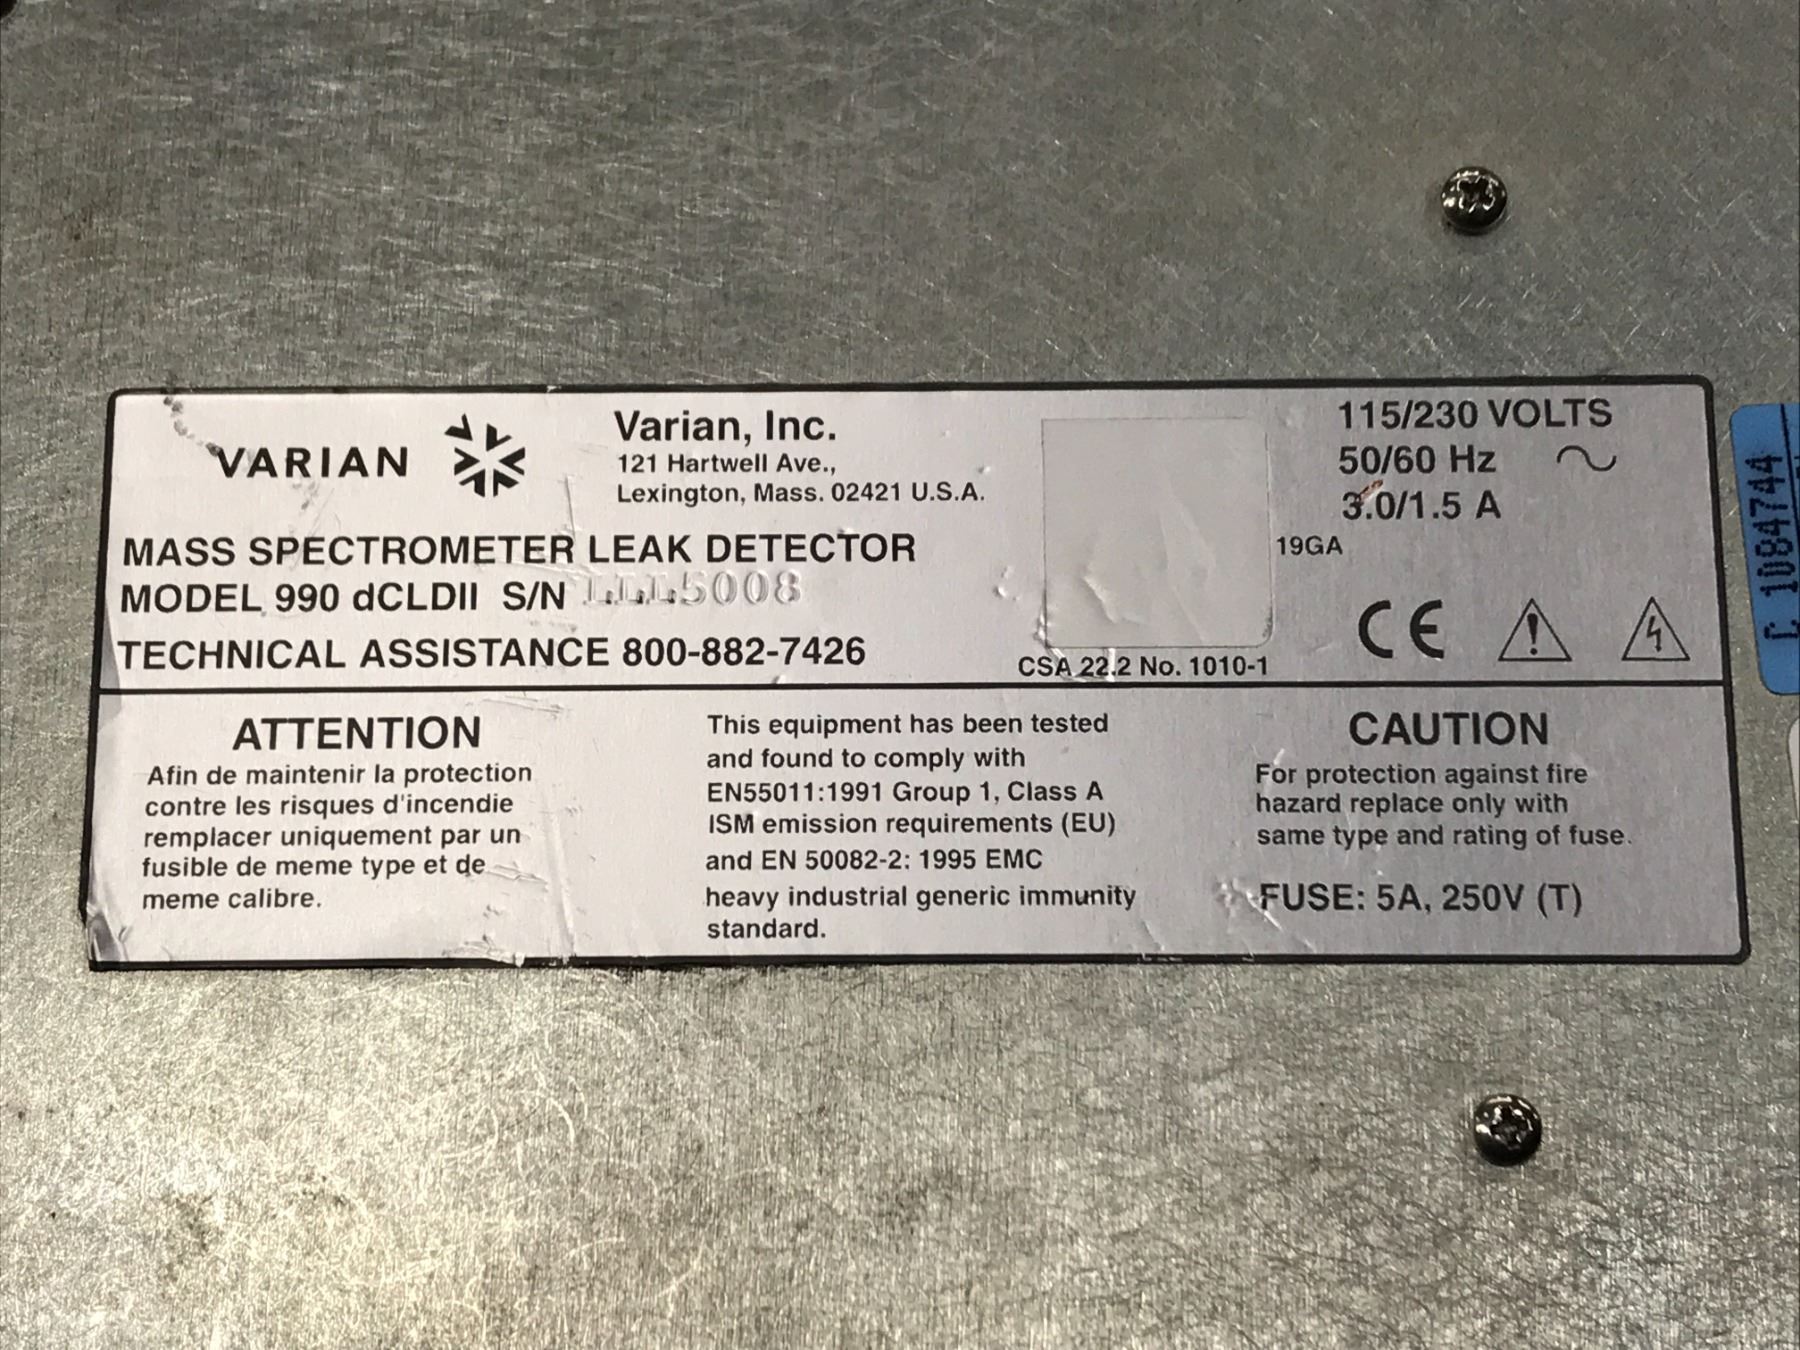 VARIAN
Varian, Inc.
121 Hartwell Ave.,
Lexington, Mass. 02421 U.S.A.
MASS SPECTROMETER LEAK DETECTOR
MODEL 990 dCLDII S/N LLL5008
TECHNICAL ASSISTANCE 800-882-7426
CSA 22.2 No. 1010-1
115/230 VOLTS
50/60 Hz
3.0/1.5 A
19GA
CE
ATTENTION
Afin de maintenir la protection
contre les risques d'incendie
remplacer uniquement par un
fusible de meme type et de
meme calibre.
This equipment has been tested
and found to comply with
EN55011:1991 Group 1, Class A
ISM emission requirements (EU)
and EN 50082-2: 1995 EMC
heavy industrial generic immunity
standard.
CAUTION
For protection against fire
hazard replace only with
same type and rating of fuse.
FUSE: 5A, 250V (T)
C 1084744